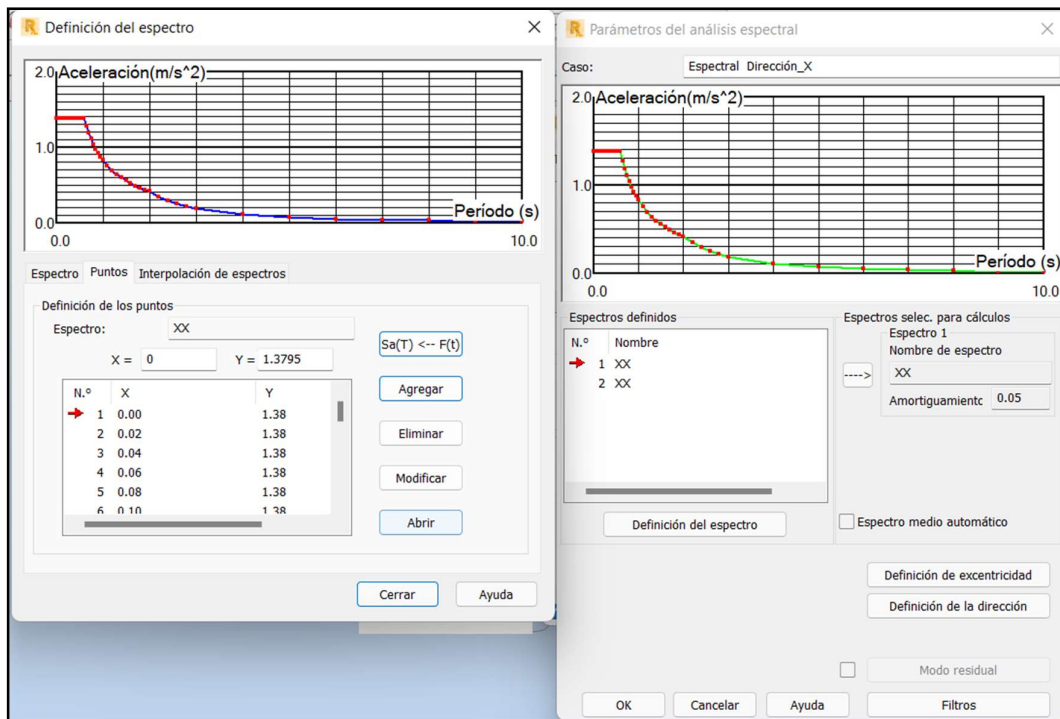 Definición del espectro
2.0
Aceleración(m/s^2)
1.0
0.0
Período (s)
0.0
10.0
Espectro
Puntos
Interpolación de espectros
Definición de los puntos
Espectro:
XX
X =
0
Y =
1.3795
N.º X Y
1 0.00 1.38
2 0.02 1.38
3 0.04 1.38
4 0.06 1.38
5 0.08 1.38
6 0.10 1.38
Sa(T) <-- F(t)
Agregar
Eliminar
Modificar
Abrir
Cerrar
Ayuda
Parámetros del análisis espectral
Caso:
Espectral Dirección_X
2.0
Aceleración(m/s^2)
1.0
0.0
Período (s)
0.0
10.0
Espectros definidos
N.º Nombre
1 XX
2 XX
Definición del espectro
Espectros selec. para cálculos
Espectro 1
Nombre de espectro
---->
XX
Amortiguamientc
0.05
Espectro medio automático
Definición de excentricidad
Definición de la dirección
Modo residual
OK
Cancelar
Ayuda
Filtros